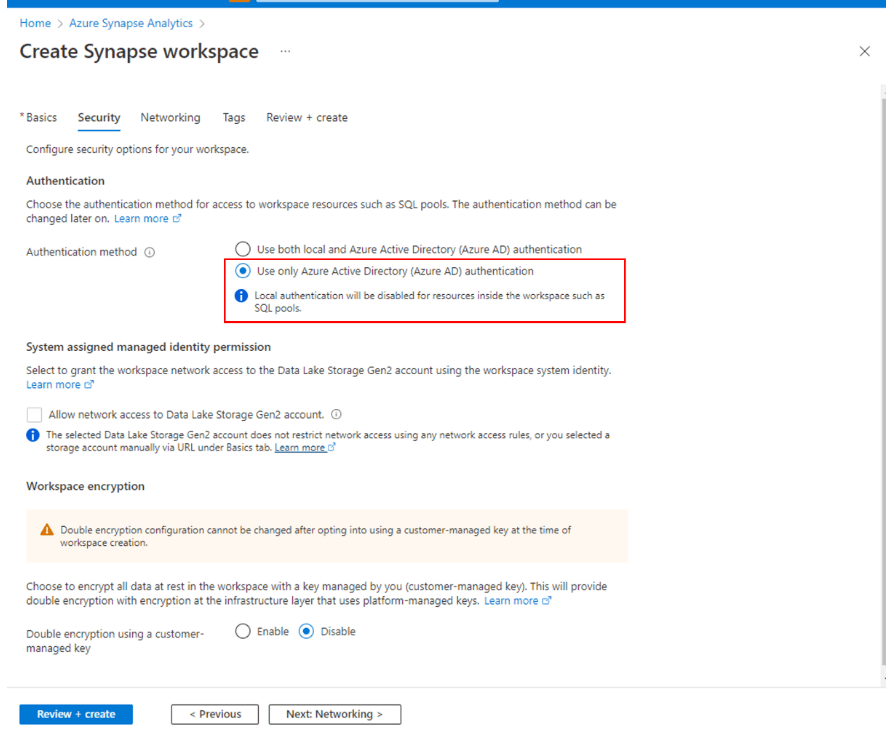 Home > Azure Synapse Analytics >
Create Synapse workspace ...
* Basics Security Networking Tags Review + create
Configure security options for your workspace.
Authentication
Choose the authentication method for access to workspace resources such as SQL pools. The authentication method can be
changed later on. Learn more
Authentication method
Use both local and Azure Active Directory (Azure AD) authentication
Use only Azure Active Directory (Azure AD) authentication
Local authentication will be disabled for resources inside the workspace such as
SQL pools.
System assigned managed identity permission
Select to grant the workspace network access to the Data Lake Storage Gen2 account using the workspace system identity.
Learn more
Allow network access to Data Lake Storage Gen2 account.
The selected Data Lake Storage Gen2 account does not restrict network access using any network access rules, or you selected a
storage account manually via URL under Basics tab. Learn more
Workspace encryption
Double encryption configuration cannot be changed after opting into using a customer-managed key at the time of
workspace creation.
Choose to encrypt all data at rest in the workspace with a key managed by you (customer-managed key). This will provide
double encryption with encryption at the infrastructure layer that uses platform-managed keys. Learn more
Double encryption using a customer-
managed key
Enable Disable
Review + create < Previous Next: Networking >